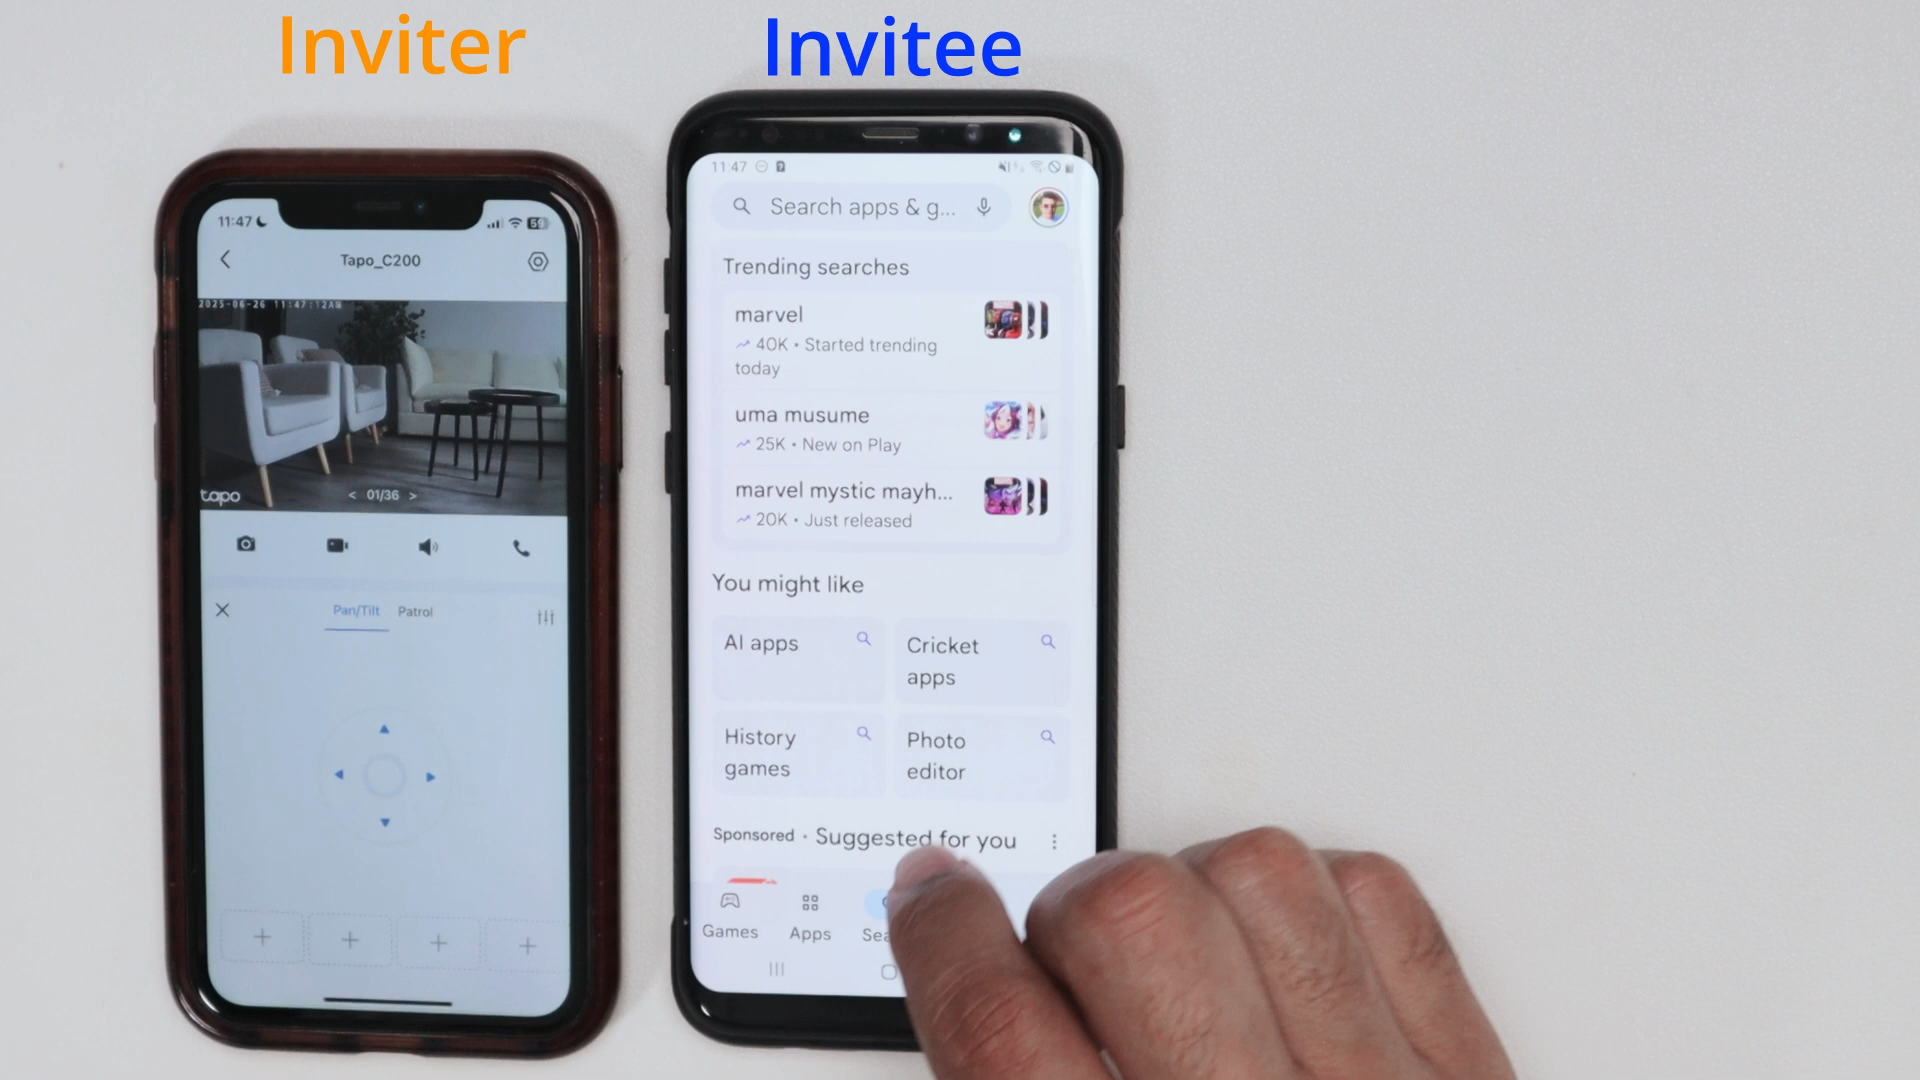 Inviter
Invitee
11:47
Tapo_C200
2025-06-26 11:47:12AM
tapo
< 01/36 >
Pan/Tilt
Patrol
11:47
Search apps & g...
Trending searches
marvel
40K • Started trending
today
uma musume
25K • New on Play
marvel mystic mayh...
20K • Just released
You might like
AI apps
Cricket
apps
History
games
Photo
editor
Sponsored • Suggested for you
Games
Apps